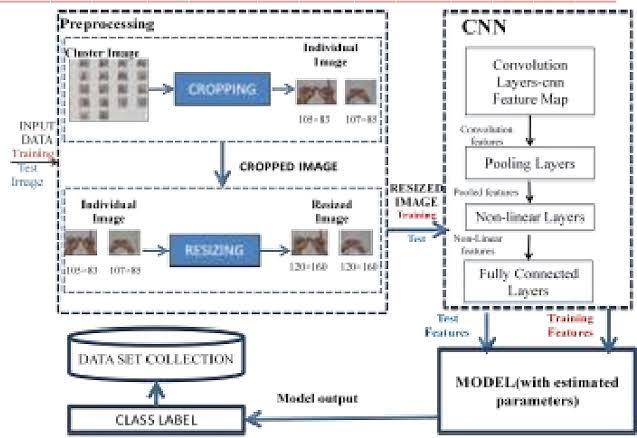 Preprocessing
Cluster Image
CROPPING
Individual
Image
105×83 107×83
INPUT
DATA
Training
Test
Image
CROPPED IMAGE
Individual
Image
105×83 107×83
RESIZING
Resized
Image
120×160 120×160
RESIZED
IMAGE
Training
Test
CNN
Convolution
Layers-cnn
Feature Map
Convolution
features
Pooling Layers
Pooled features
Non-linear Layers
Non-Linear
features
Fully Connected
Layers
Test
Features
Training
Features
MODEL(with estimated
parameters)
Model output
CLASS LABEL
DATA SET COLLECTION